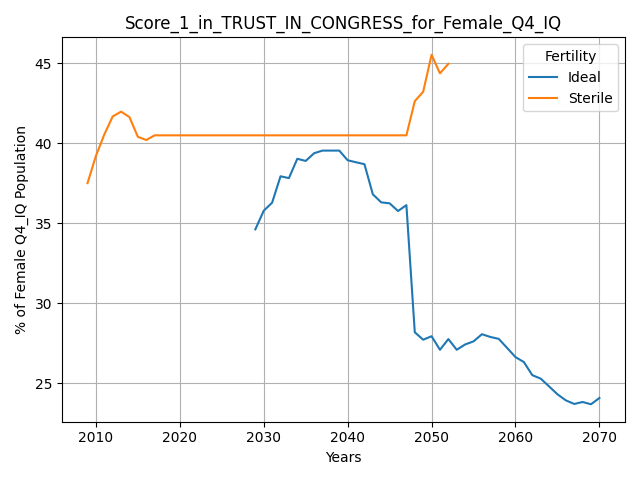 Score_1_in_TRUST_IN_CONGRESS_for_Female_Q4_IQ
Fertility
Ideal
Sterile
% of Female Q4_IQ Population
45
40
35
30
25
2010 2020 2030 2040 2050 2060 2070
Years